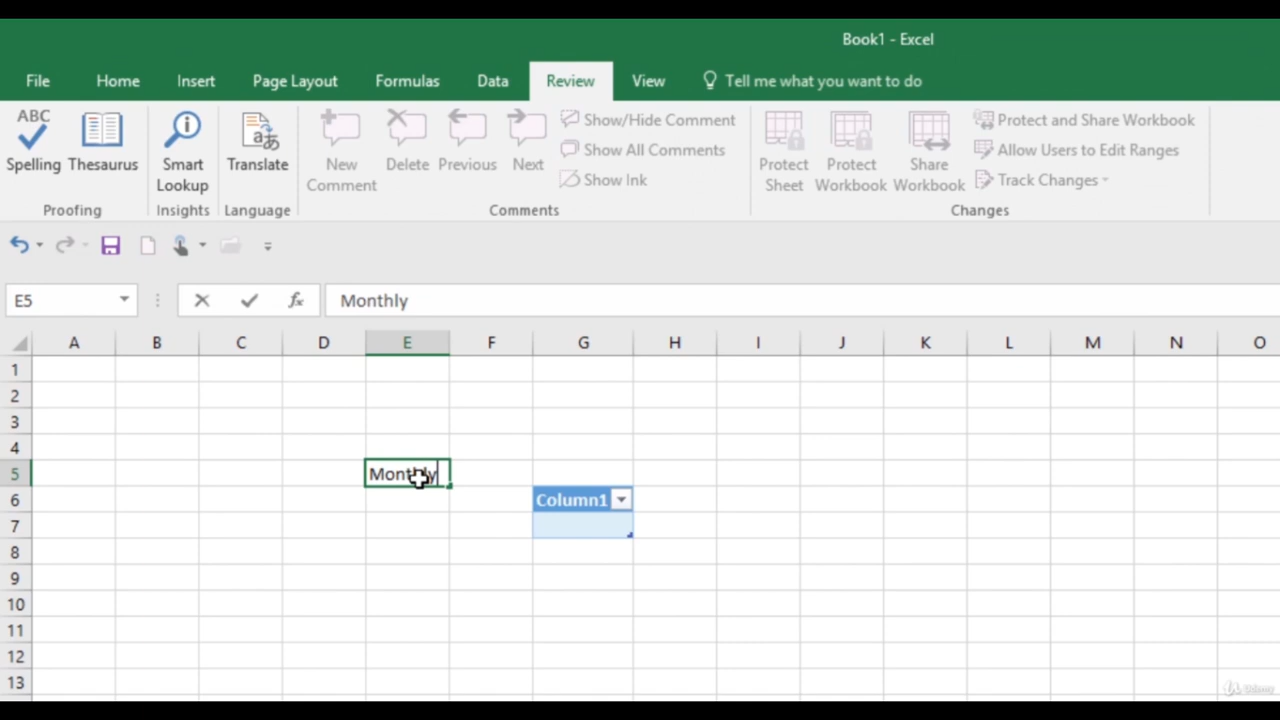 Book1 - Excel
File Home Insert Page Layout Formulas Data Review View Tell me what you want to do
ABC
Spelling Thesaurus Smart Lookup Translate New Comment Delete Previous Next Show/Hide Comment Protect Sheet Protect Workbook Share Workbook Protect and Share Workbook
Show All Comments Allow Users to Edit Ranges
Show Ink Track Changes
Proofing Insights Language Comments Changes
E5 fx Monthly
A B C D E F G H I J K L M N O
1
2
3
4
5 Monthly
6 Column1
7
8
9
10
11
12
13
Udemy